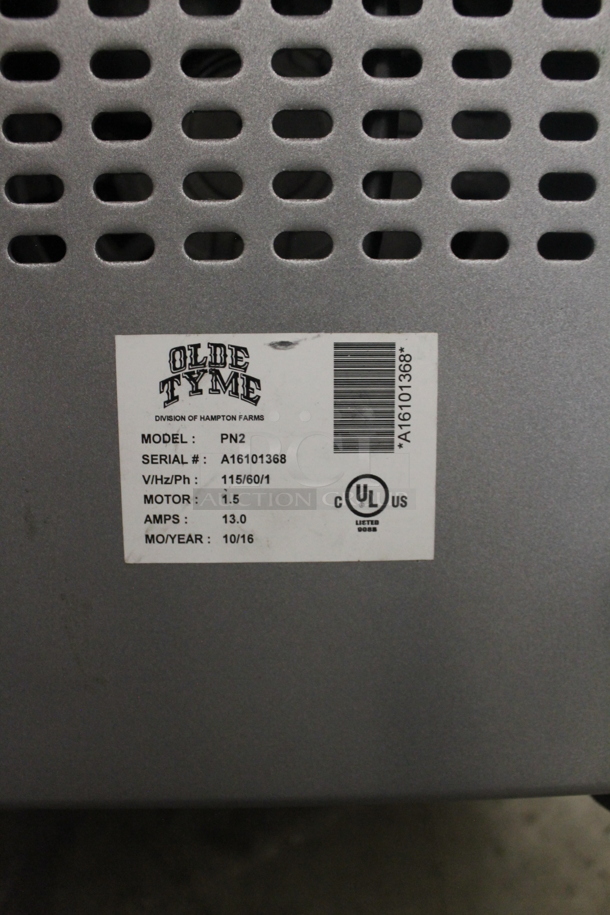 OLDE
TYME
DIVISION OF HAMPTON FARMS
MODEL : PN2
SERIAL # : A16101368
V/Hz/Ph : 115/60/1
MOTOR : 1.5
AMPS : 13.0
MO/YEAR : 10/16
*A16101368*
C UL US
LISTED
AUCTION